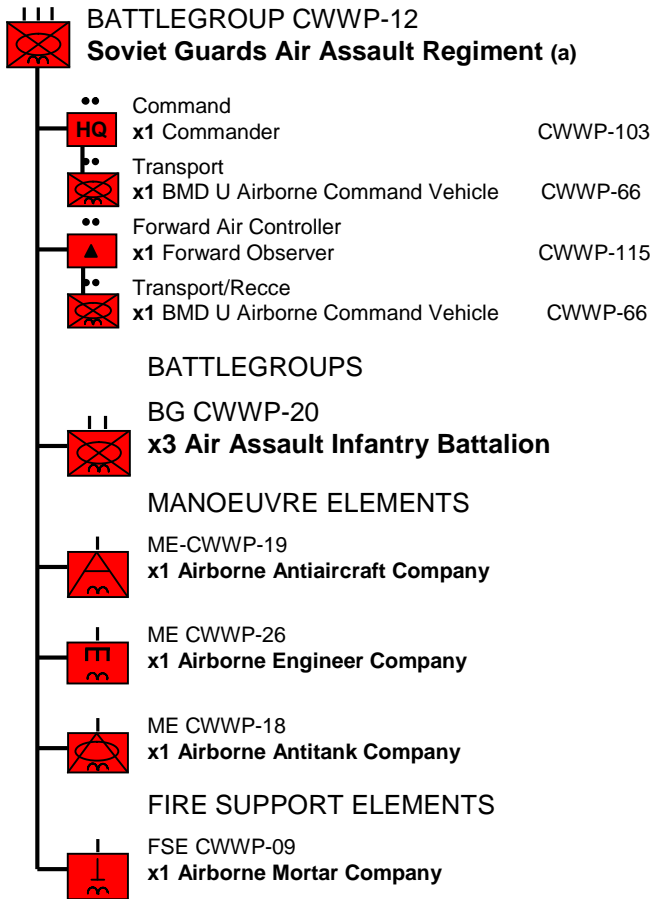 BATTLEGROUP CWWP-12
Soviet Guards Air Assault Regiment (a)
Command
HQ x1 Commander CWWP-103
Transport
x1 BMD U Airborne Command Vehicle CWWP-66
Forward Air Controller
x1 Forward Observer CWWP-115
Transport/Recce
x1 BMD U Airborne Command Vehicle CWWP-66
BATTLEGROUPS
BG CWWP-20
x3 Air Assault Infantry Battalion
MANOEUVRE ELEMENTS
ME-CWWP-19
x1 Airborne Antiaircraft Company
ME CWWP-26
x1 Airborne Engineer Company
ME CWWP-18
x1 Airborne Antitank Company
FIRE SUPPORT ELEMENTS
FSE CWWP-09
x1 Airborne Mortar Company